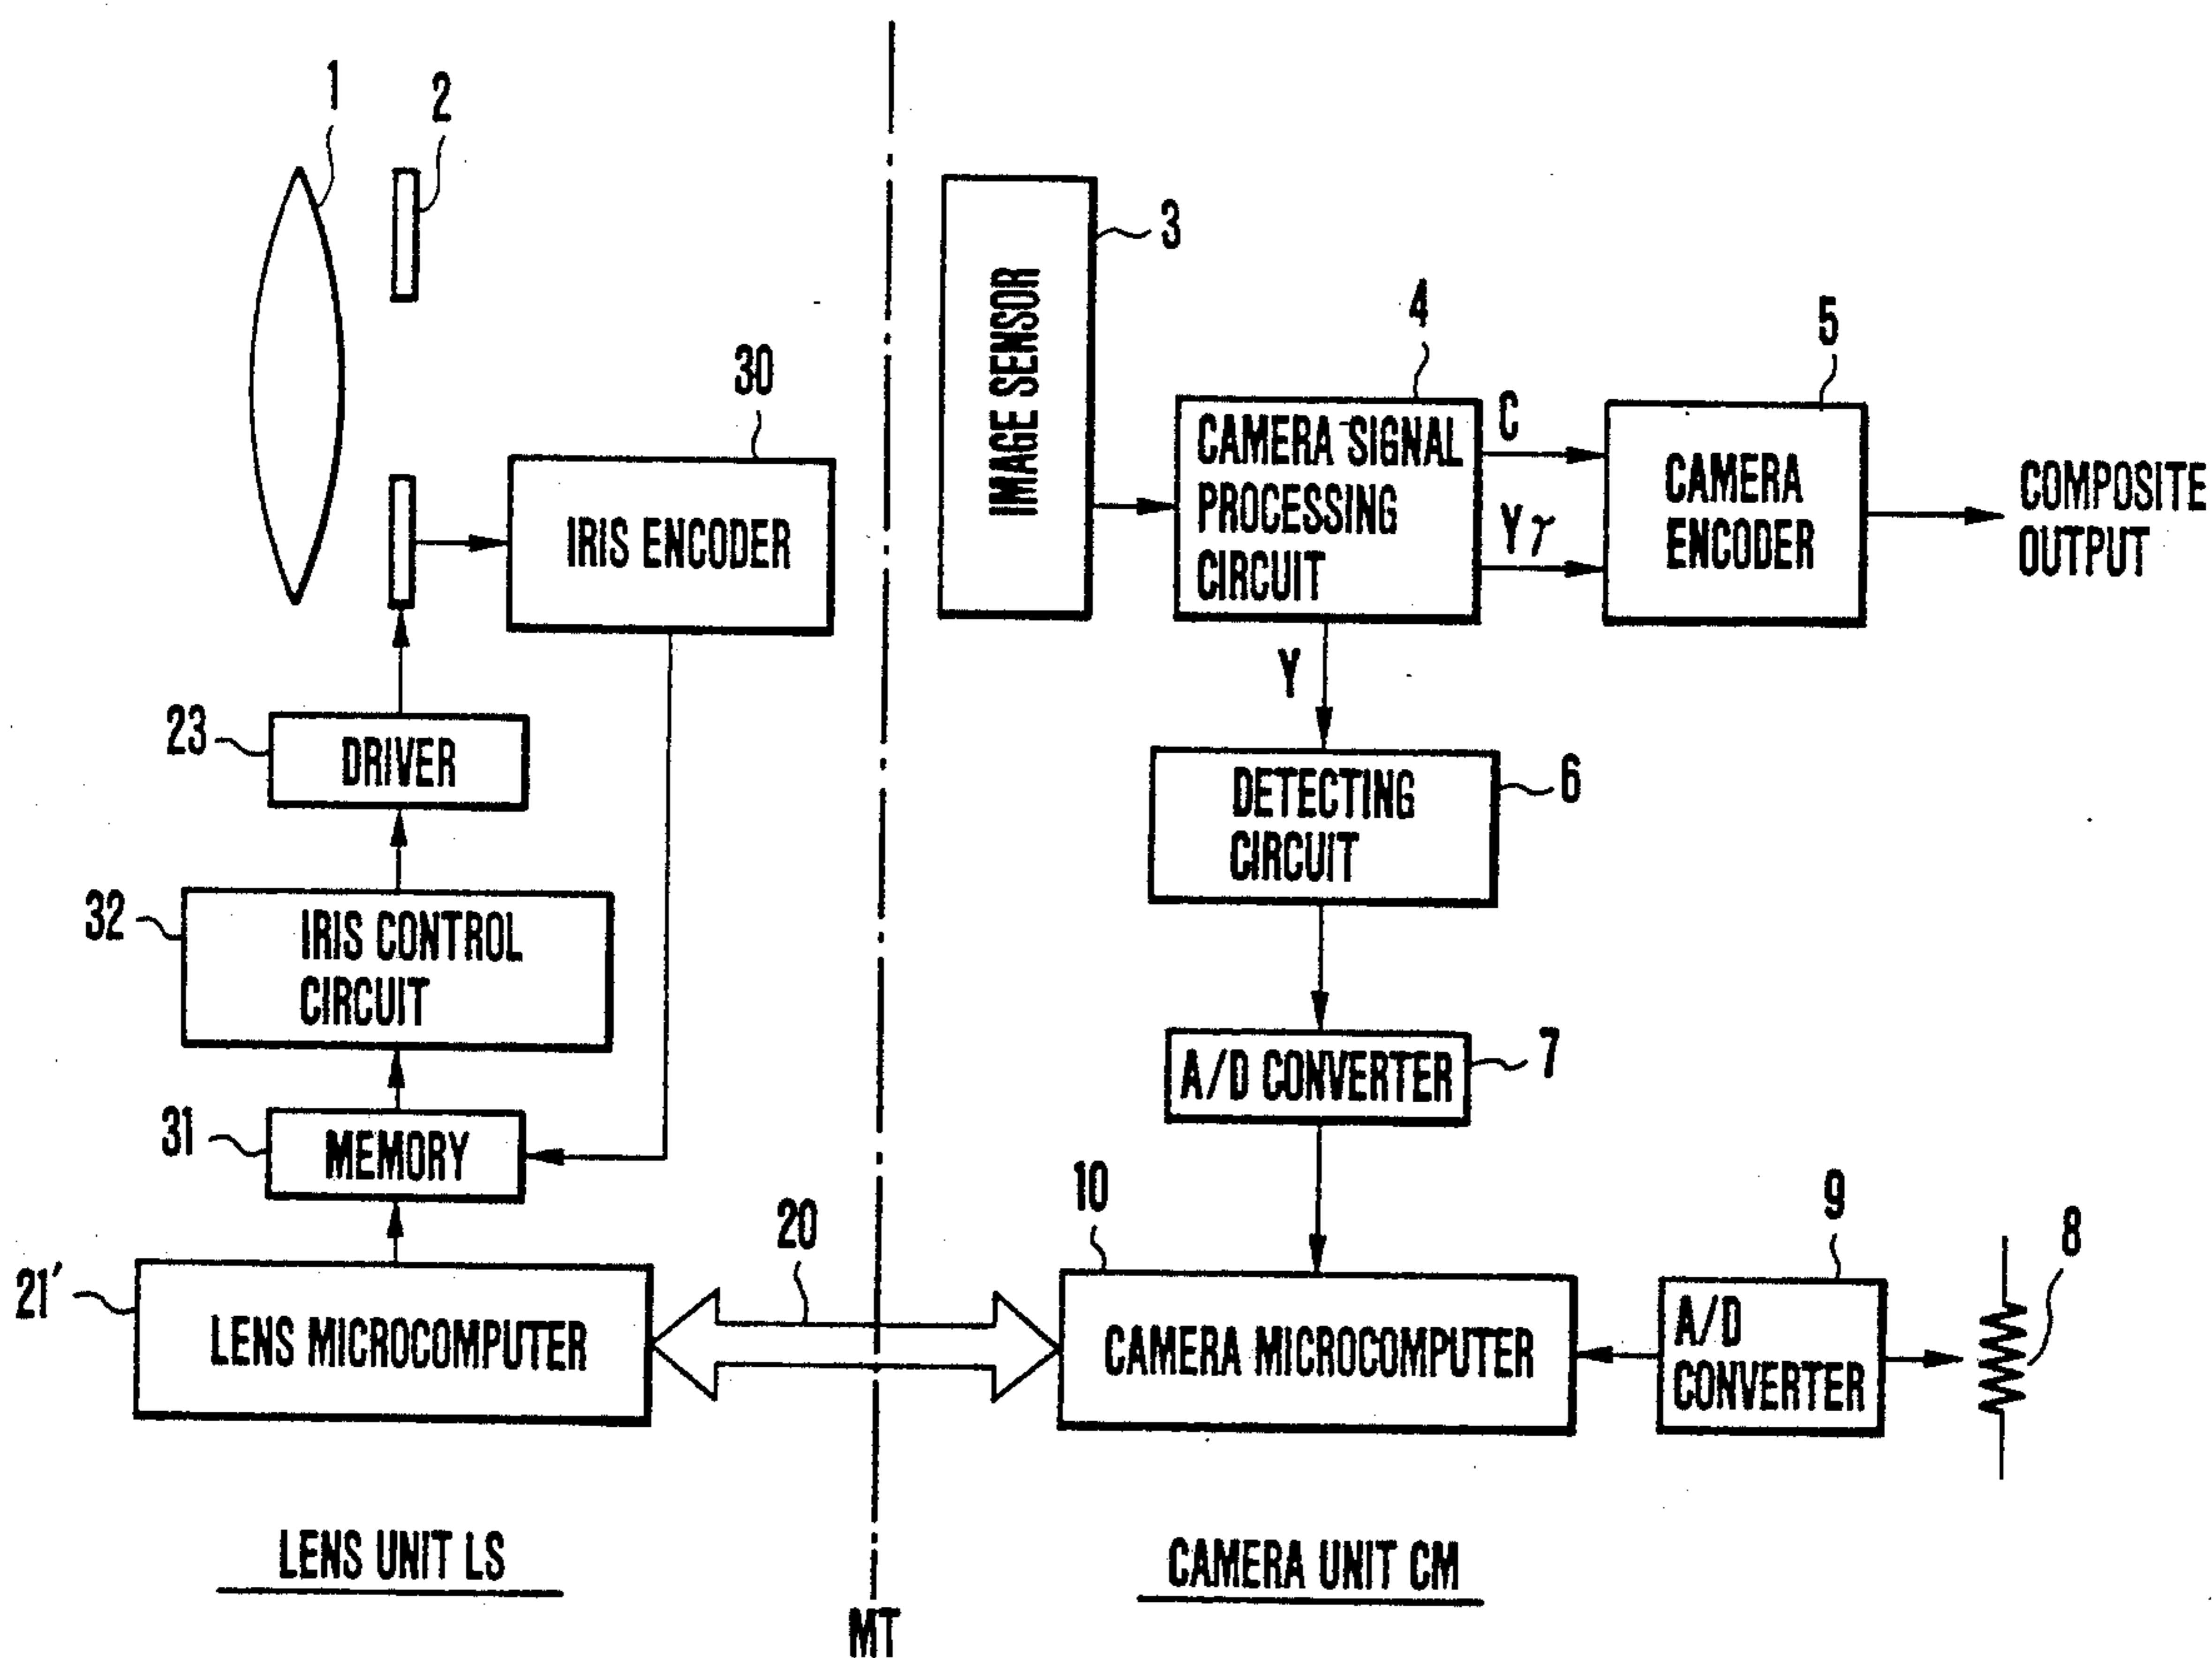 1
2
3
4
5
30
IMAGE SENSOR
CAMERA SIGNAL
PROCESSING
CIRCUIT
C
Yγ
CAMERA
ENCODER
COMPOSITE
OUTPUT
IRIS ENCODER
Y
23
DRIVER
DETECTING
CIRCUIT
6
32
IRIS CONTROL
CIRCUIT
A/D CONVERTER
7
31
MEMORY
20
10
9
8
21′
LENS MICROCOMPUTER
CAMERA MICROCOMPUTER
A/D
CONVERTER
LENS UNIT LS
CAMERA UNIT CM
MT